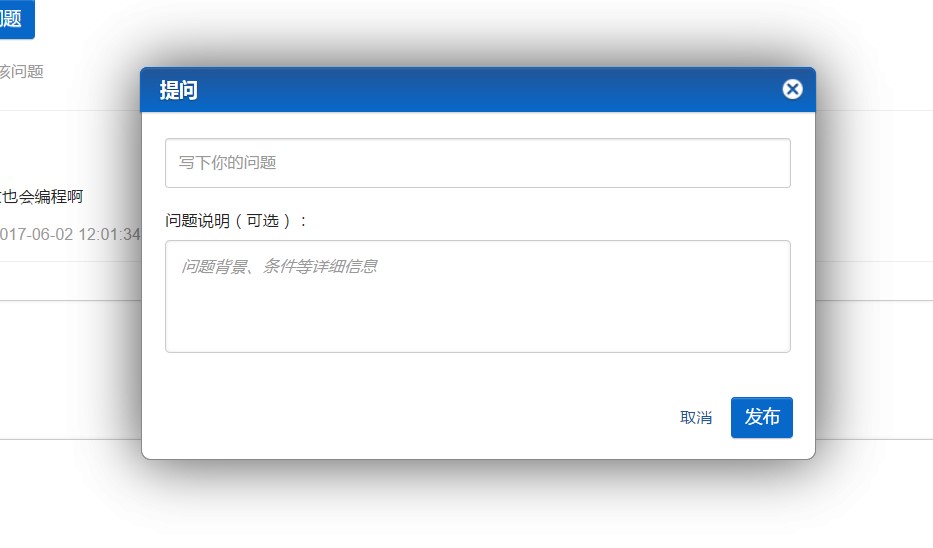 问题
该问题
提问
写下你的问题
也会编程啊
问题说明（可选）：
017-06-02 12:01:34
问题背景、条件等详细信息
取消
发布